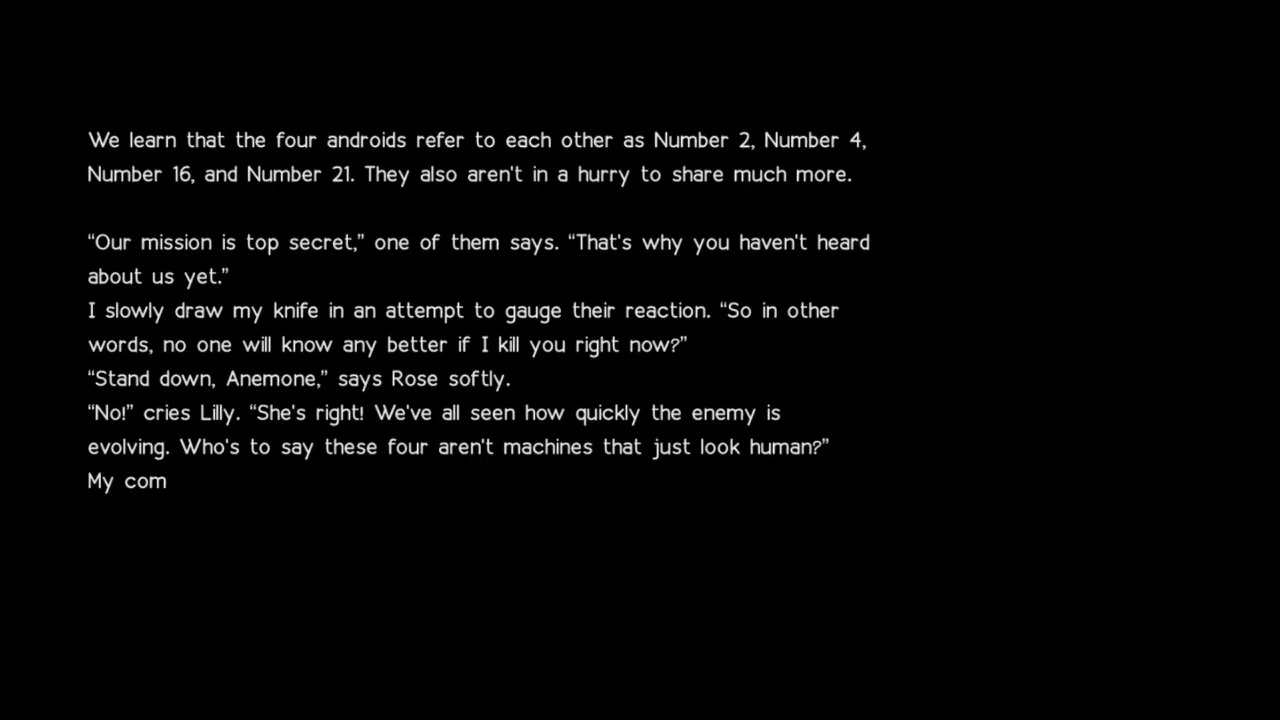 We learn that the four androids refer to each other as Number 2, Number 4,
Number 16, and Number 21. They also aren't in a hurry to share much more.
“Our mission is top secret,” one of them says. “That's why you haven't heard
about us yet.”
I slowly draw my knife in an attempt to gauge their reaction. “So in other
words, no one will know any better if I kill you right now?”
“Stand down, Anemone,” says Rose softly.
“No!” cries Lilly. “She's right! We've all seen how quickly the enemy is
evolving. Who's to say these four aren't machines that just look human?”
My com